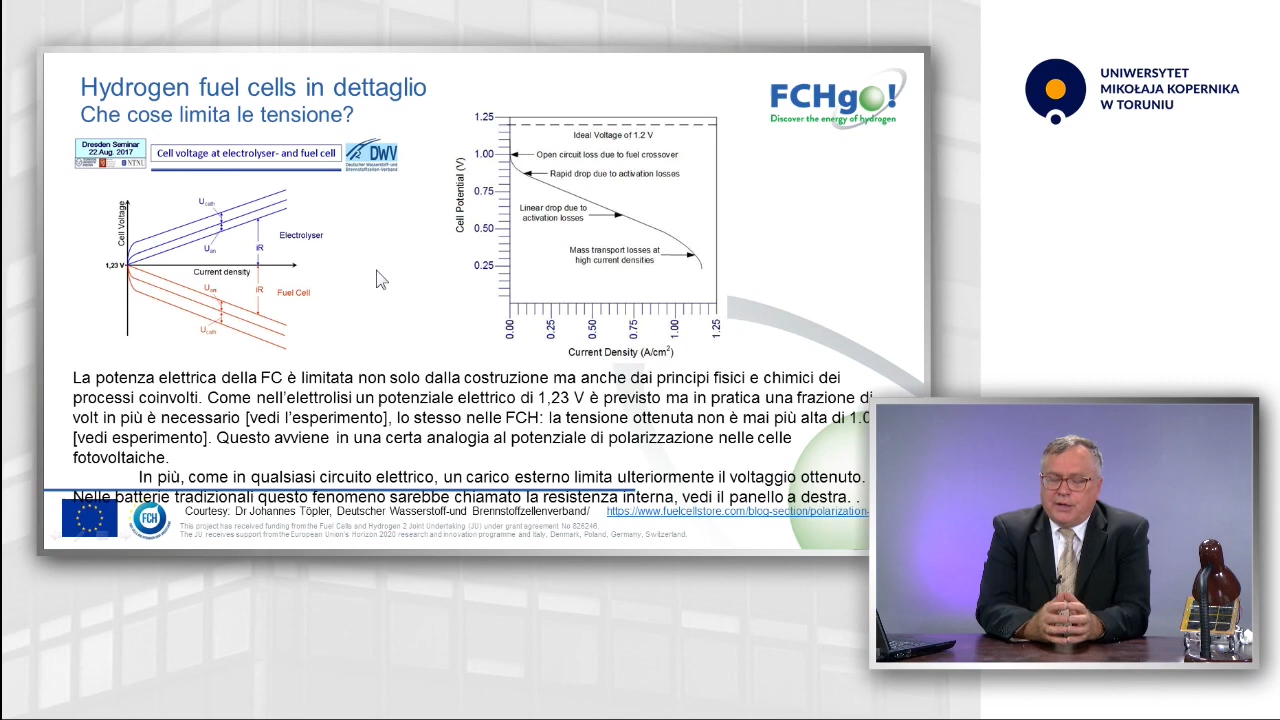 Hydrogen fuel cells in dettaglio
Che cose limita le tensione?
FCHgo!
Discover the energy of hydrogen
Dresden Seminar
22 Aug. 2017
NTNU
Cell voltage at electrolyser- and fuel cell
DWV
Deutscher Wasserstoff- und
Brennstoffzellen-Verband
Cell Voltage
1,23 V
Ucath
Uan
IR
Electrolyser
Current density
Uan
IR
Fuel Cell
Ucath
Cell Potential (V)
1.25
1.00
0.75
0.50
0.25
Ideal Voltage of 1.2 V
Open circuit loss due to fuel crossover
Rapid drop due to activation losses
Linear drop due to
activation losses
Mass transport losses at
high current densities
0.00 0.25 0.50 0.75 1.00 1.25
Current Density (A/cm²)
La potenza elettrica della FC è limitata non solo dalla costruzione ma anche dai principi fisici e chimici dei
processi coinvolti. Come nell'elettrolisi un potenziale elettrico di 1,23 V è previsto ma in pratica una frazione di
volt in più è necessario [vedi l'esperimento], lo stesso nelle FCH: la tensione ottenuta non è mai più alta di 1.0
[vedi esperimento]. Questo avviene in una certa analogia al potenziale di polarizzazione nelle celle
fotovoltaiche.
In più, come in qualsiasi circuito elettrico, un carico esterno limita ulteriormente il voltaggio ottenuto.
Nelle batterie tradizionali questo fenomeno sarebbe chiamato la resistenza interna, vedi il panello a destra. .
FCH
Courtesy: Dr Johannes Töpler, Deutscher Wasserstoff-und Brennstoffzellenverband/ https://www.fuelcellstore.com/blog-section/polarization-
This project has received funding from the Fuel Cells and Hydrogen 2 Joint Undertaking (JU) under grant agreement No 826246.
The JU receives support from the European Union's Horizon 2020 research and innovation programme and Italy, Denmark, Poland, Germany, Switzerland.
UNIWERSYTET
MIKOŁAJA KOPERNIKA
W TORUNIU